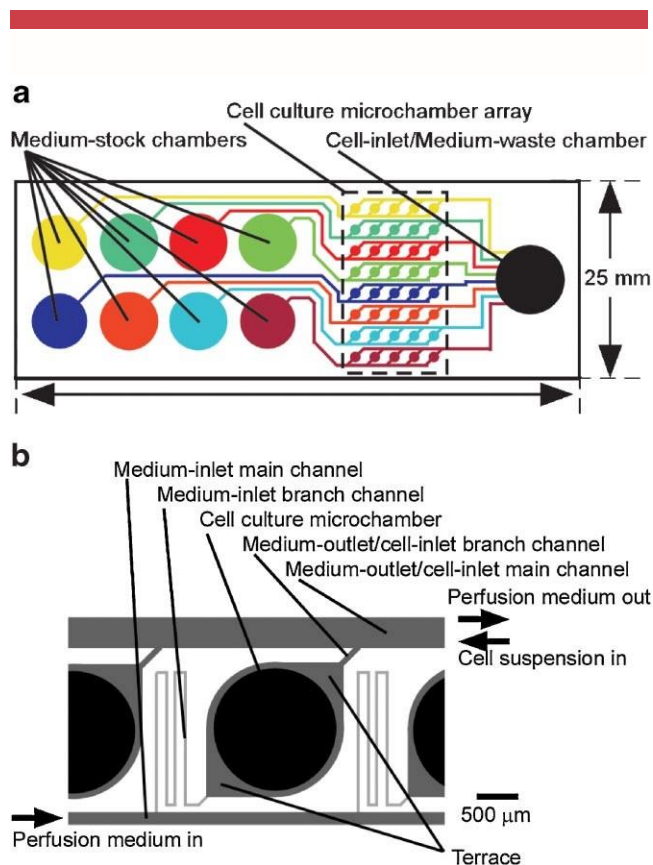 a
Cell culture microchamber array
Medium-stock chambers
Cell-inlet/Medium-waste chamber
25 mm
b
Medium-inlet main channel
Medium-inlet branch channel
Cell culture microchamber
Medium-outlet/cell-inlet branch channel
Medium-outlet/cell-inlet main channel
Perfusion medium out
Cell suspension in
Perfusion medium in
500 μm
Terrace